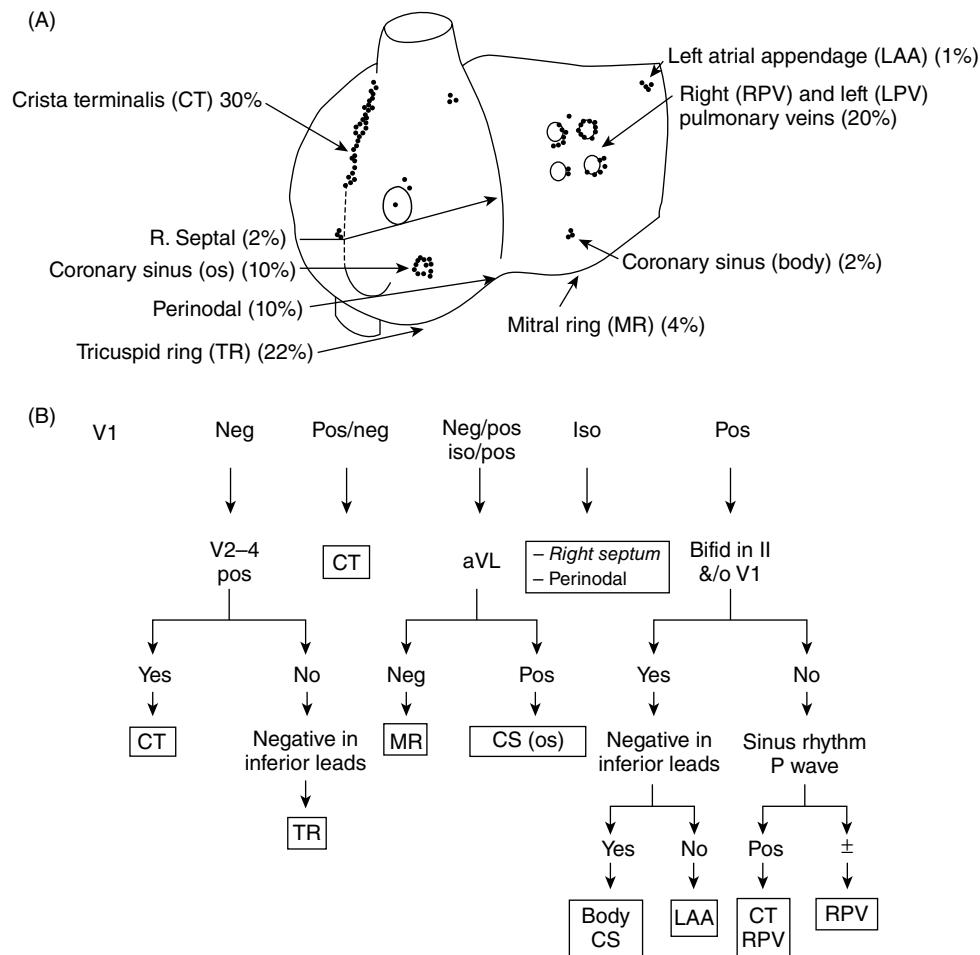 (A)
Crista terminalis (CT) 30%
Left atrial appendage (LAA) (1%)
Right (RPV) and left (LPV)
pulmonary veins (20%)
R. Septal (2%)
Coronary sinus (os) (10%)
Perinodal (10%)
Tricuspid ring (TR) (22%)
Coronary sinus (body) (2%)
Mitral ring (MR) (4%)
(B)
V1
Neg
Pos/neg
Neg/pos
iso/pos
Iso
Pos
V2–4
pos
CT
aVL
– Right septum
– Perinodal
Bifid in II
&/o V1
Yes
No
Neg
Pos
Yes
No
CT
Negative in
inferior leads
MR
CS (os)
Negative in
inferior leads
Sinus rhythm
P wave
TR
Yes
No
Pos
±
Body
CS
LAA
CT
RPV
RPV